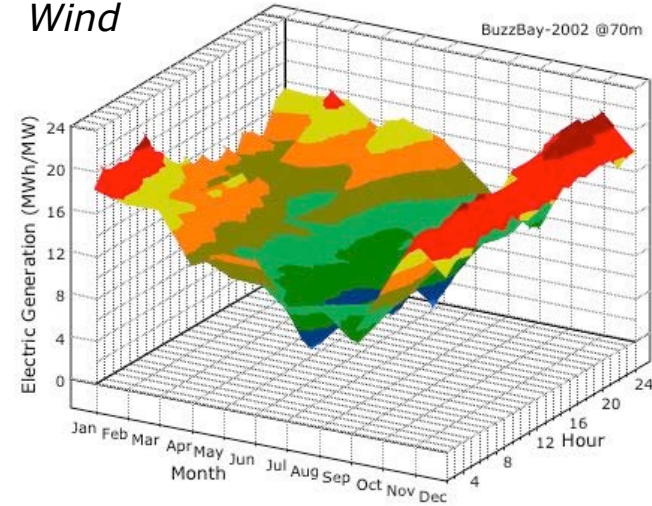 Wind
BuzzBay-2002 @70m
Electric Generation (MWh/MW)
24
20
16
12
8
4
0
Jan Feb Mar Apr May Jun Jul Aug Sep Oct Nov Dec
Month
4 8 12 16 20 24
Hour